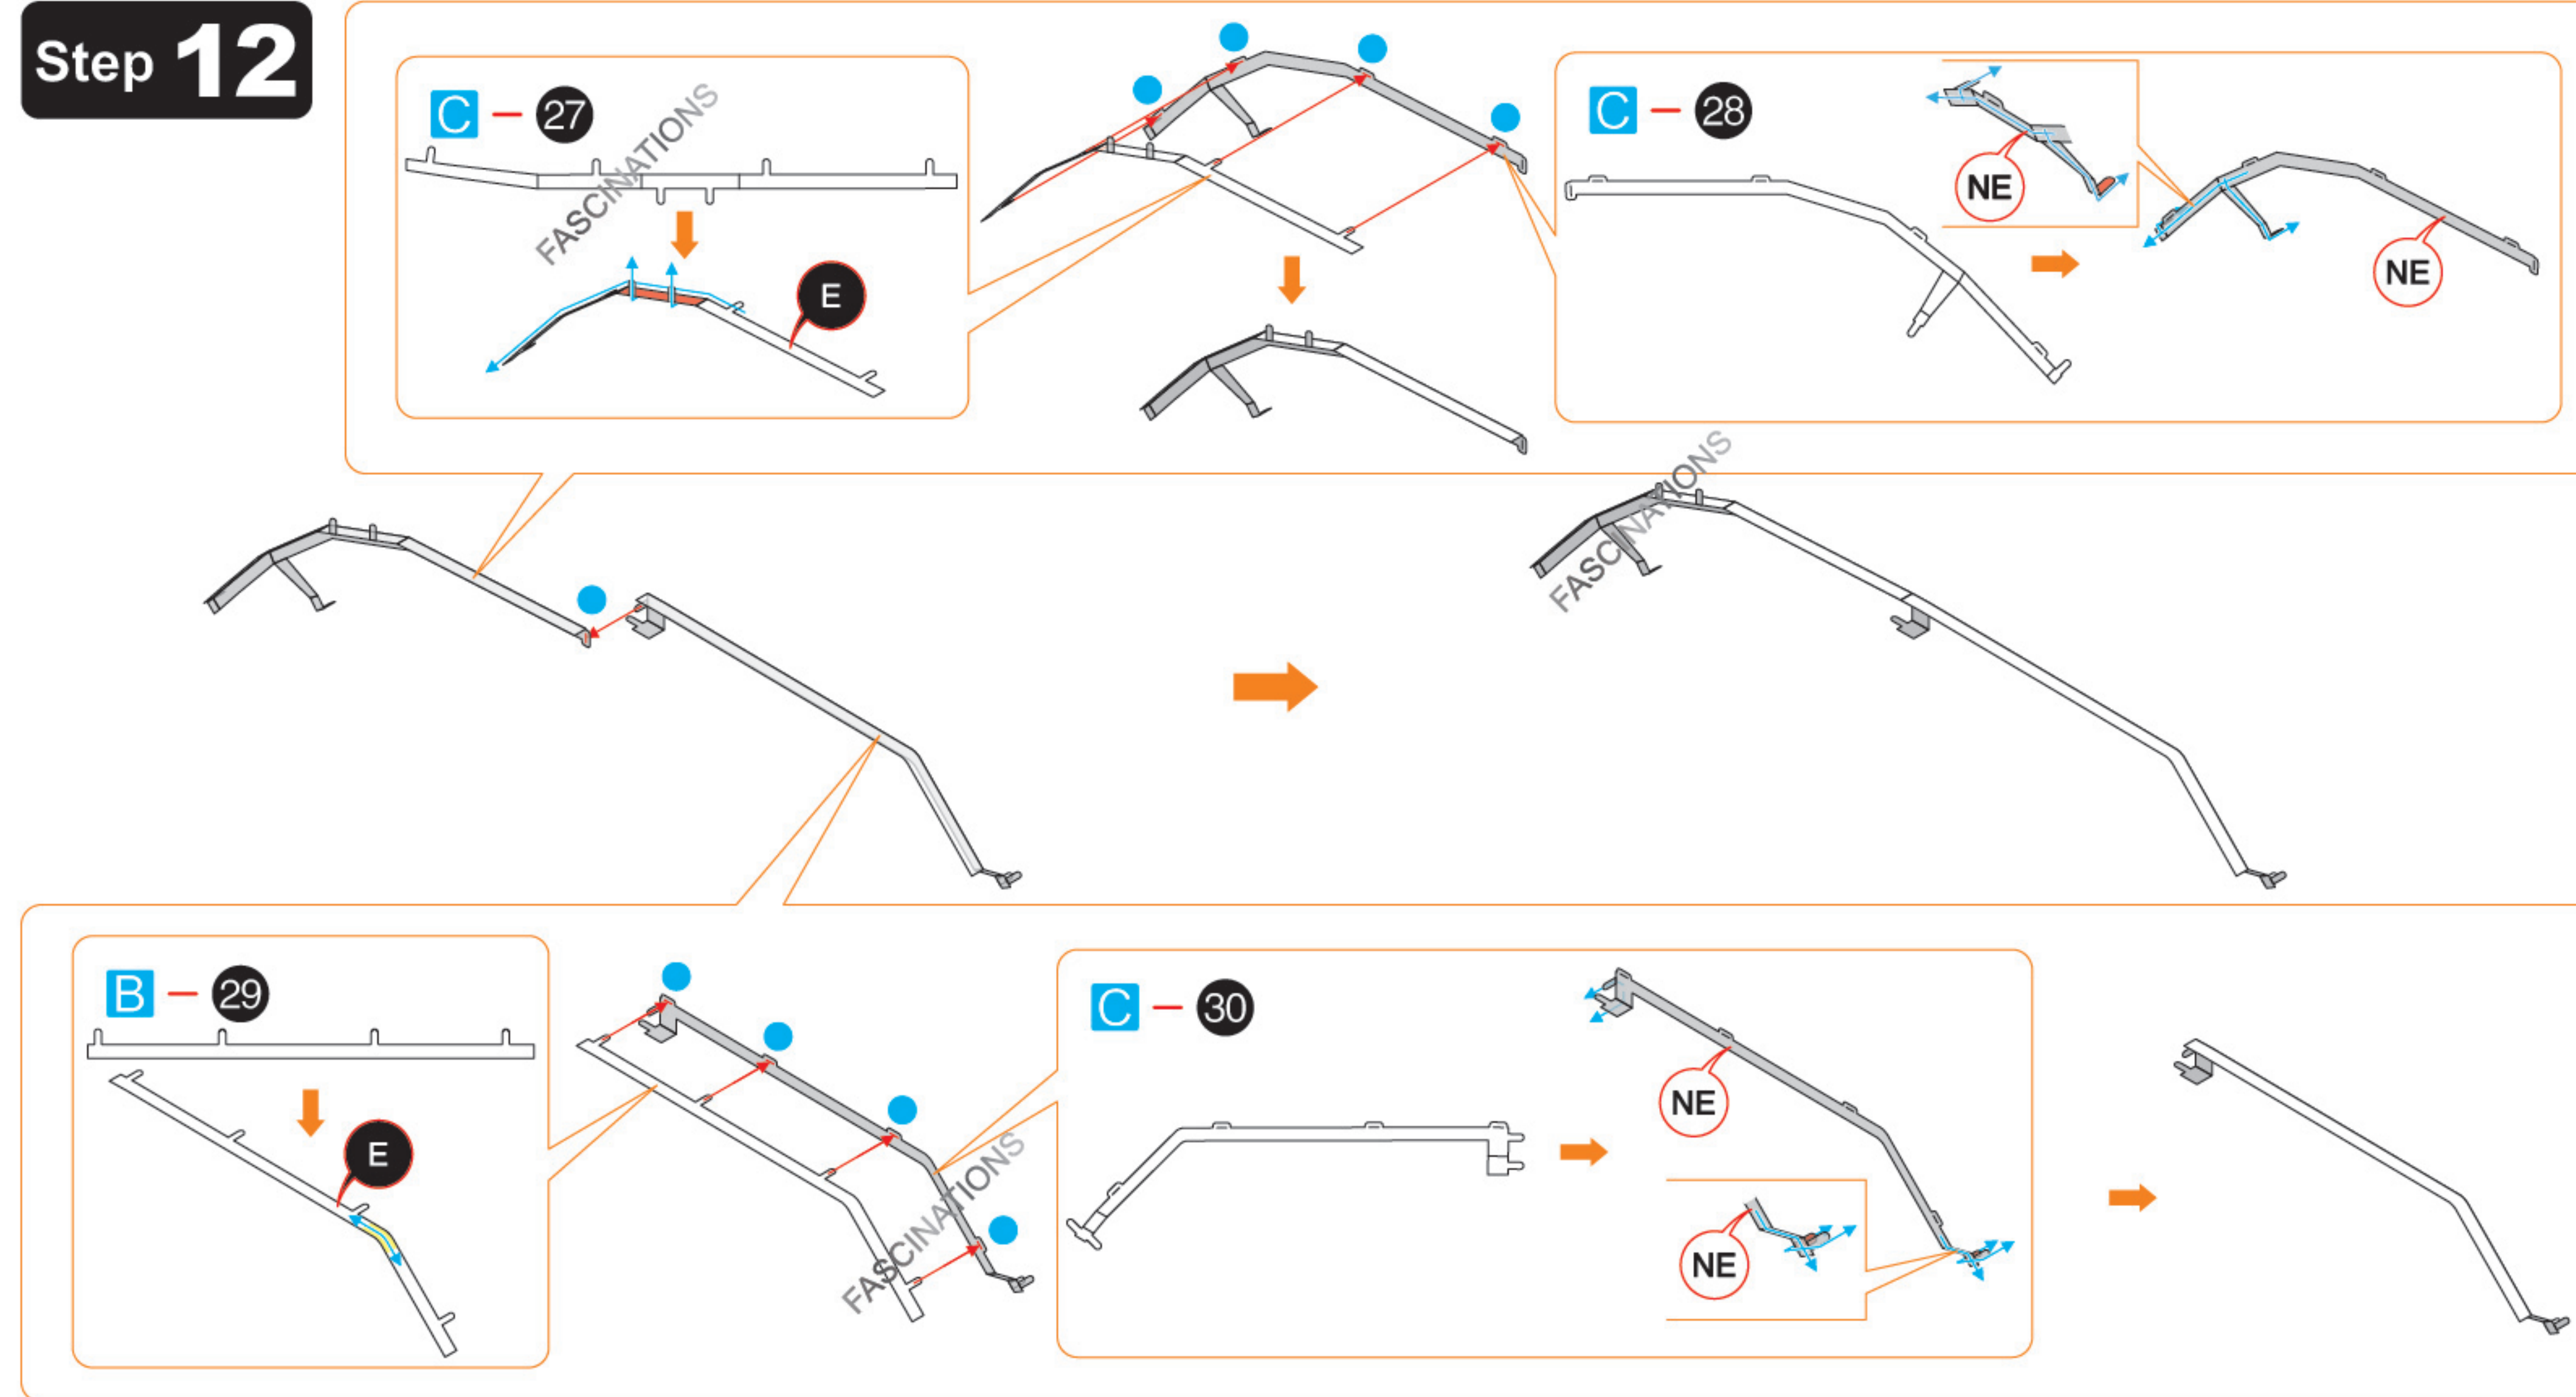 Step 12
C – 27
FASCINATIONS
E
C – 28
NE
NE
FASCINATIONS
B – 29
E
FASCINATIONS
C – 30
NE
NE